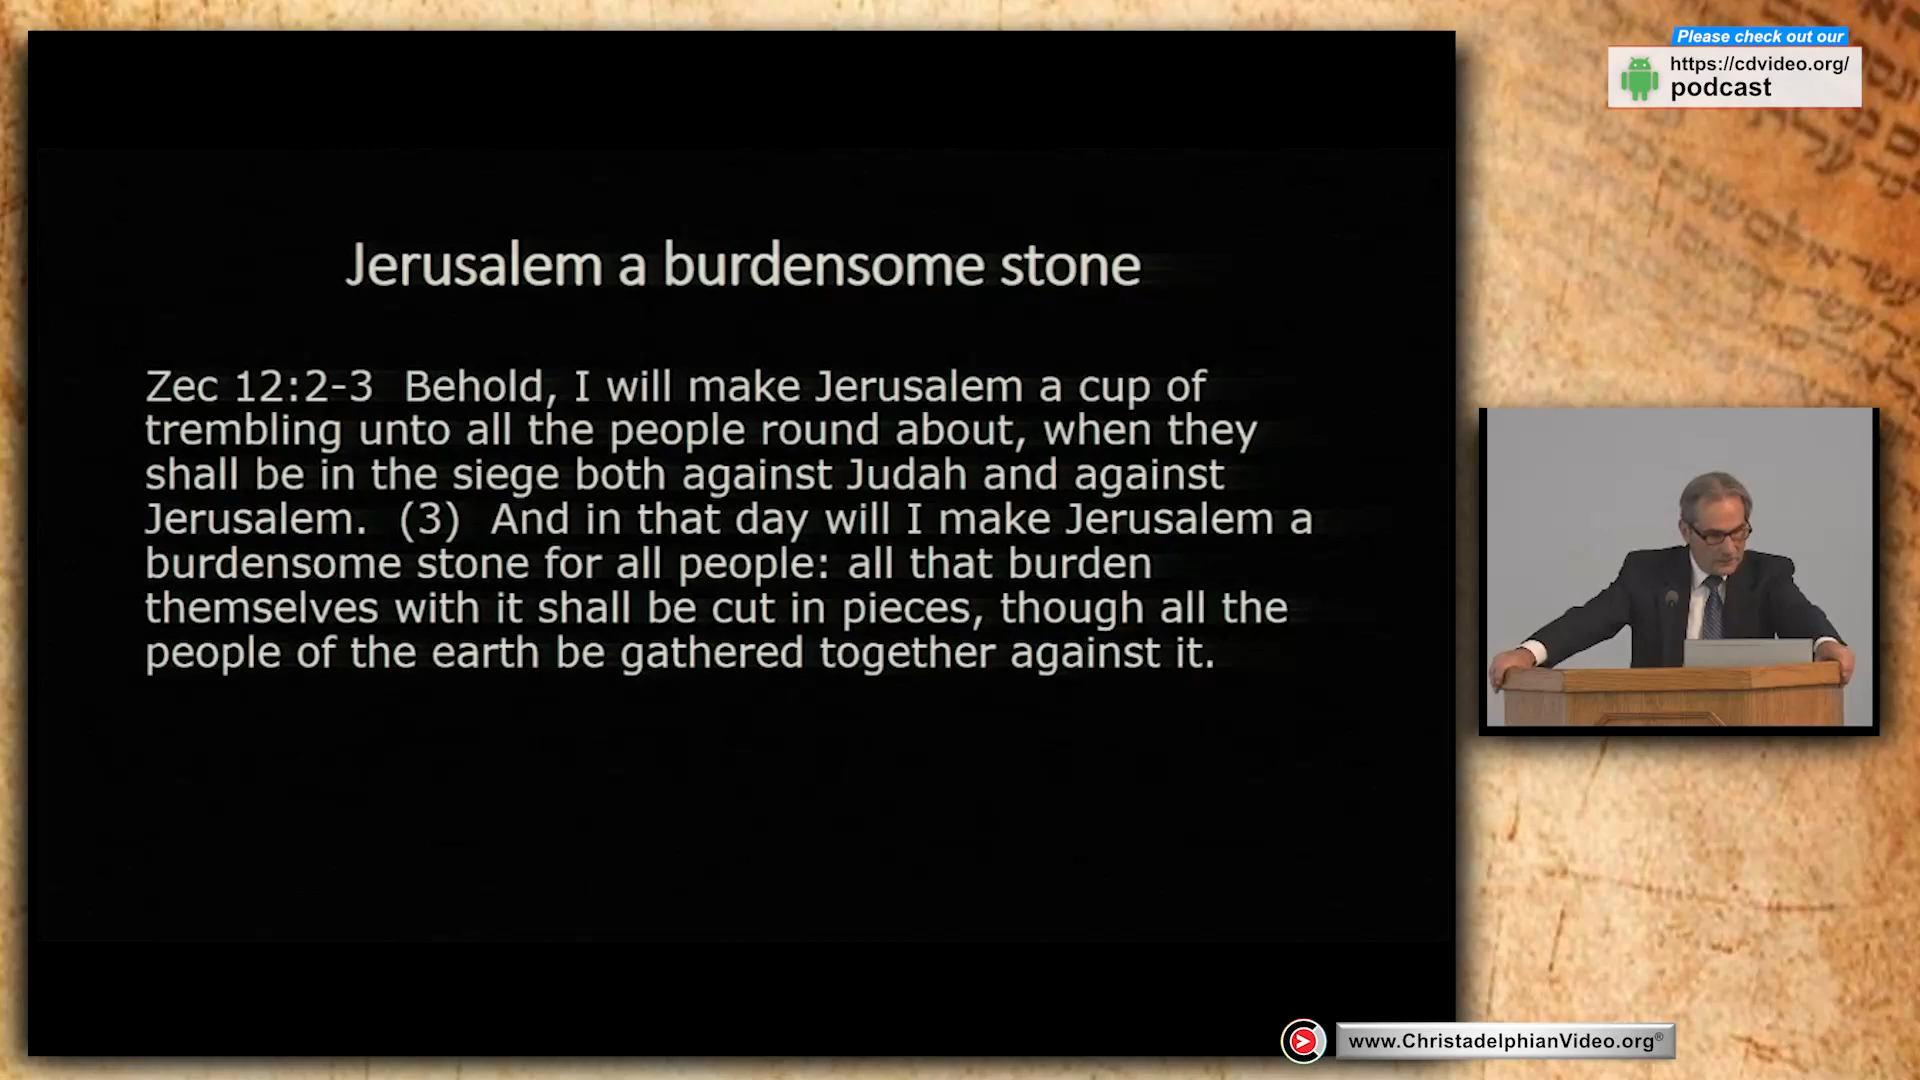 Please check out our
https://cdvideo.org/
podcast
Jerusalem a burdensome stone
Zec 12:2-3  Behold, I will make Jerusalem a cup of
trembling unto all the people round about, when they
shall be in the siege both against Judah and against
Jerusalem.  (3)  And in that day will I make Jerusalem a
burdensome stone for all people: all that burden
themselves with it shall be cut in pieces, though all the
people of the earth be gathered together against it.
www.ChristadelphianVideo.org®